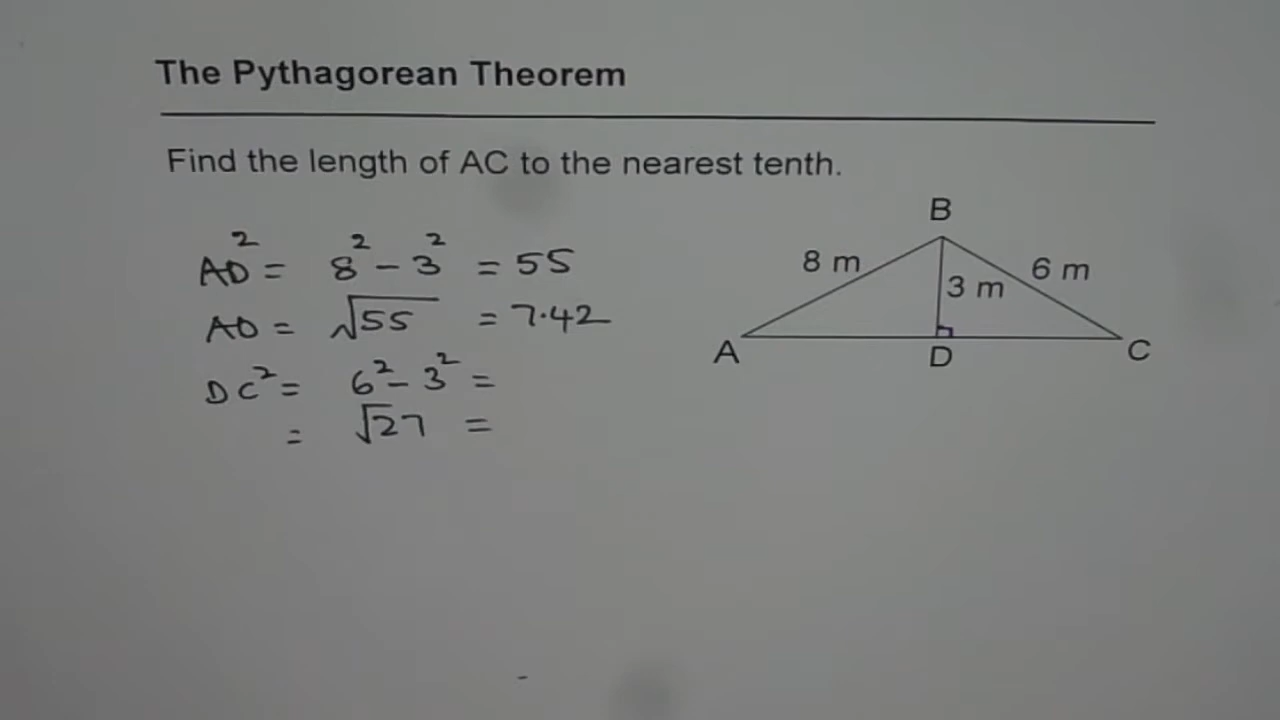 The Pythagorean Theorem
Find the length of AC to the nearest tenth.
AD² = 8² - 3² = 55
AD = √55 = 7.42
DC² = 6² - 3² =
= √27 =
B
8 m
6 m
3 m
A
D
C